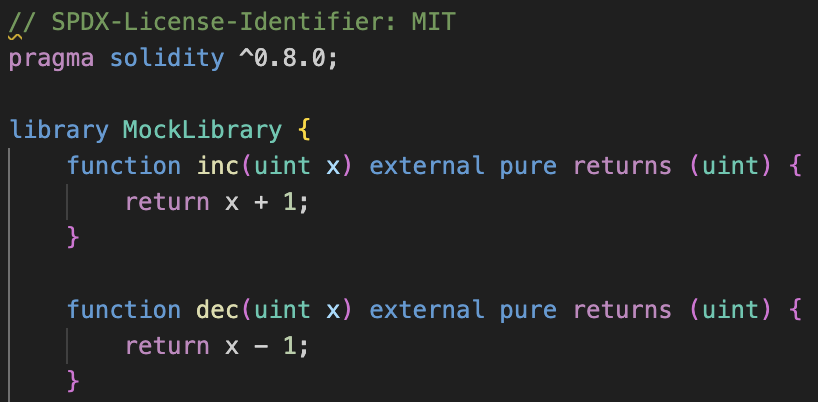 // SPDX-License-Identifier: MIT
pragma solidity ^0.8.0;
library MockLibrary {
function inc(uint x) external pure returns (uint) {
return x + 1;
}
function dec(uint x) external pure returns (uint) {
return x - 1;
}